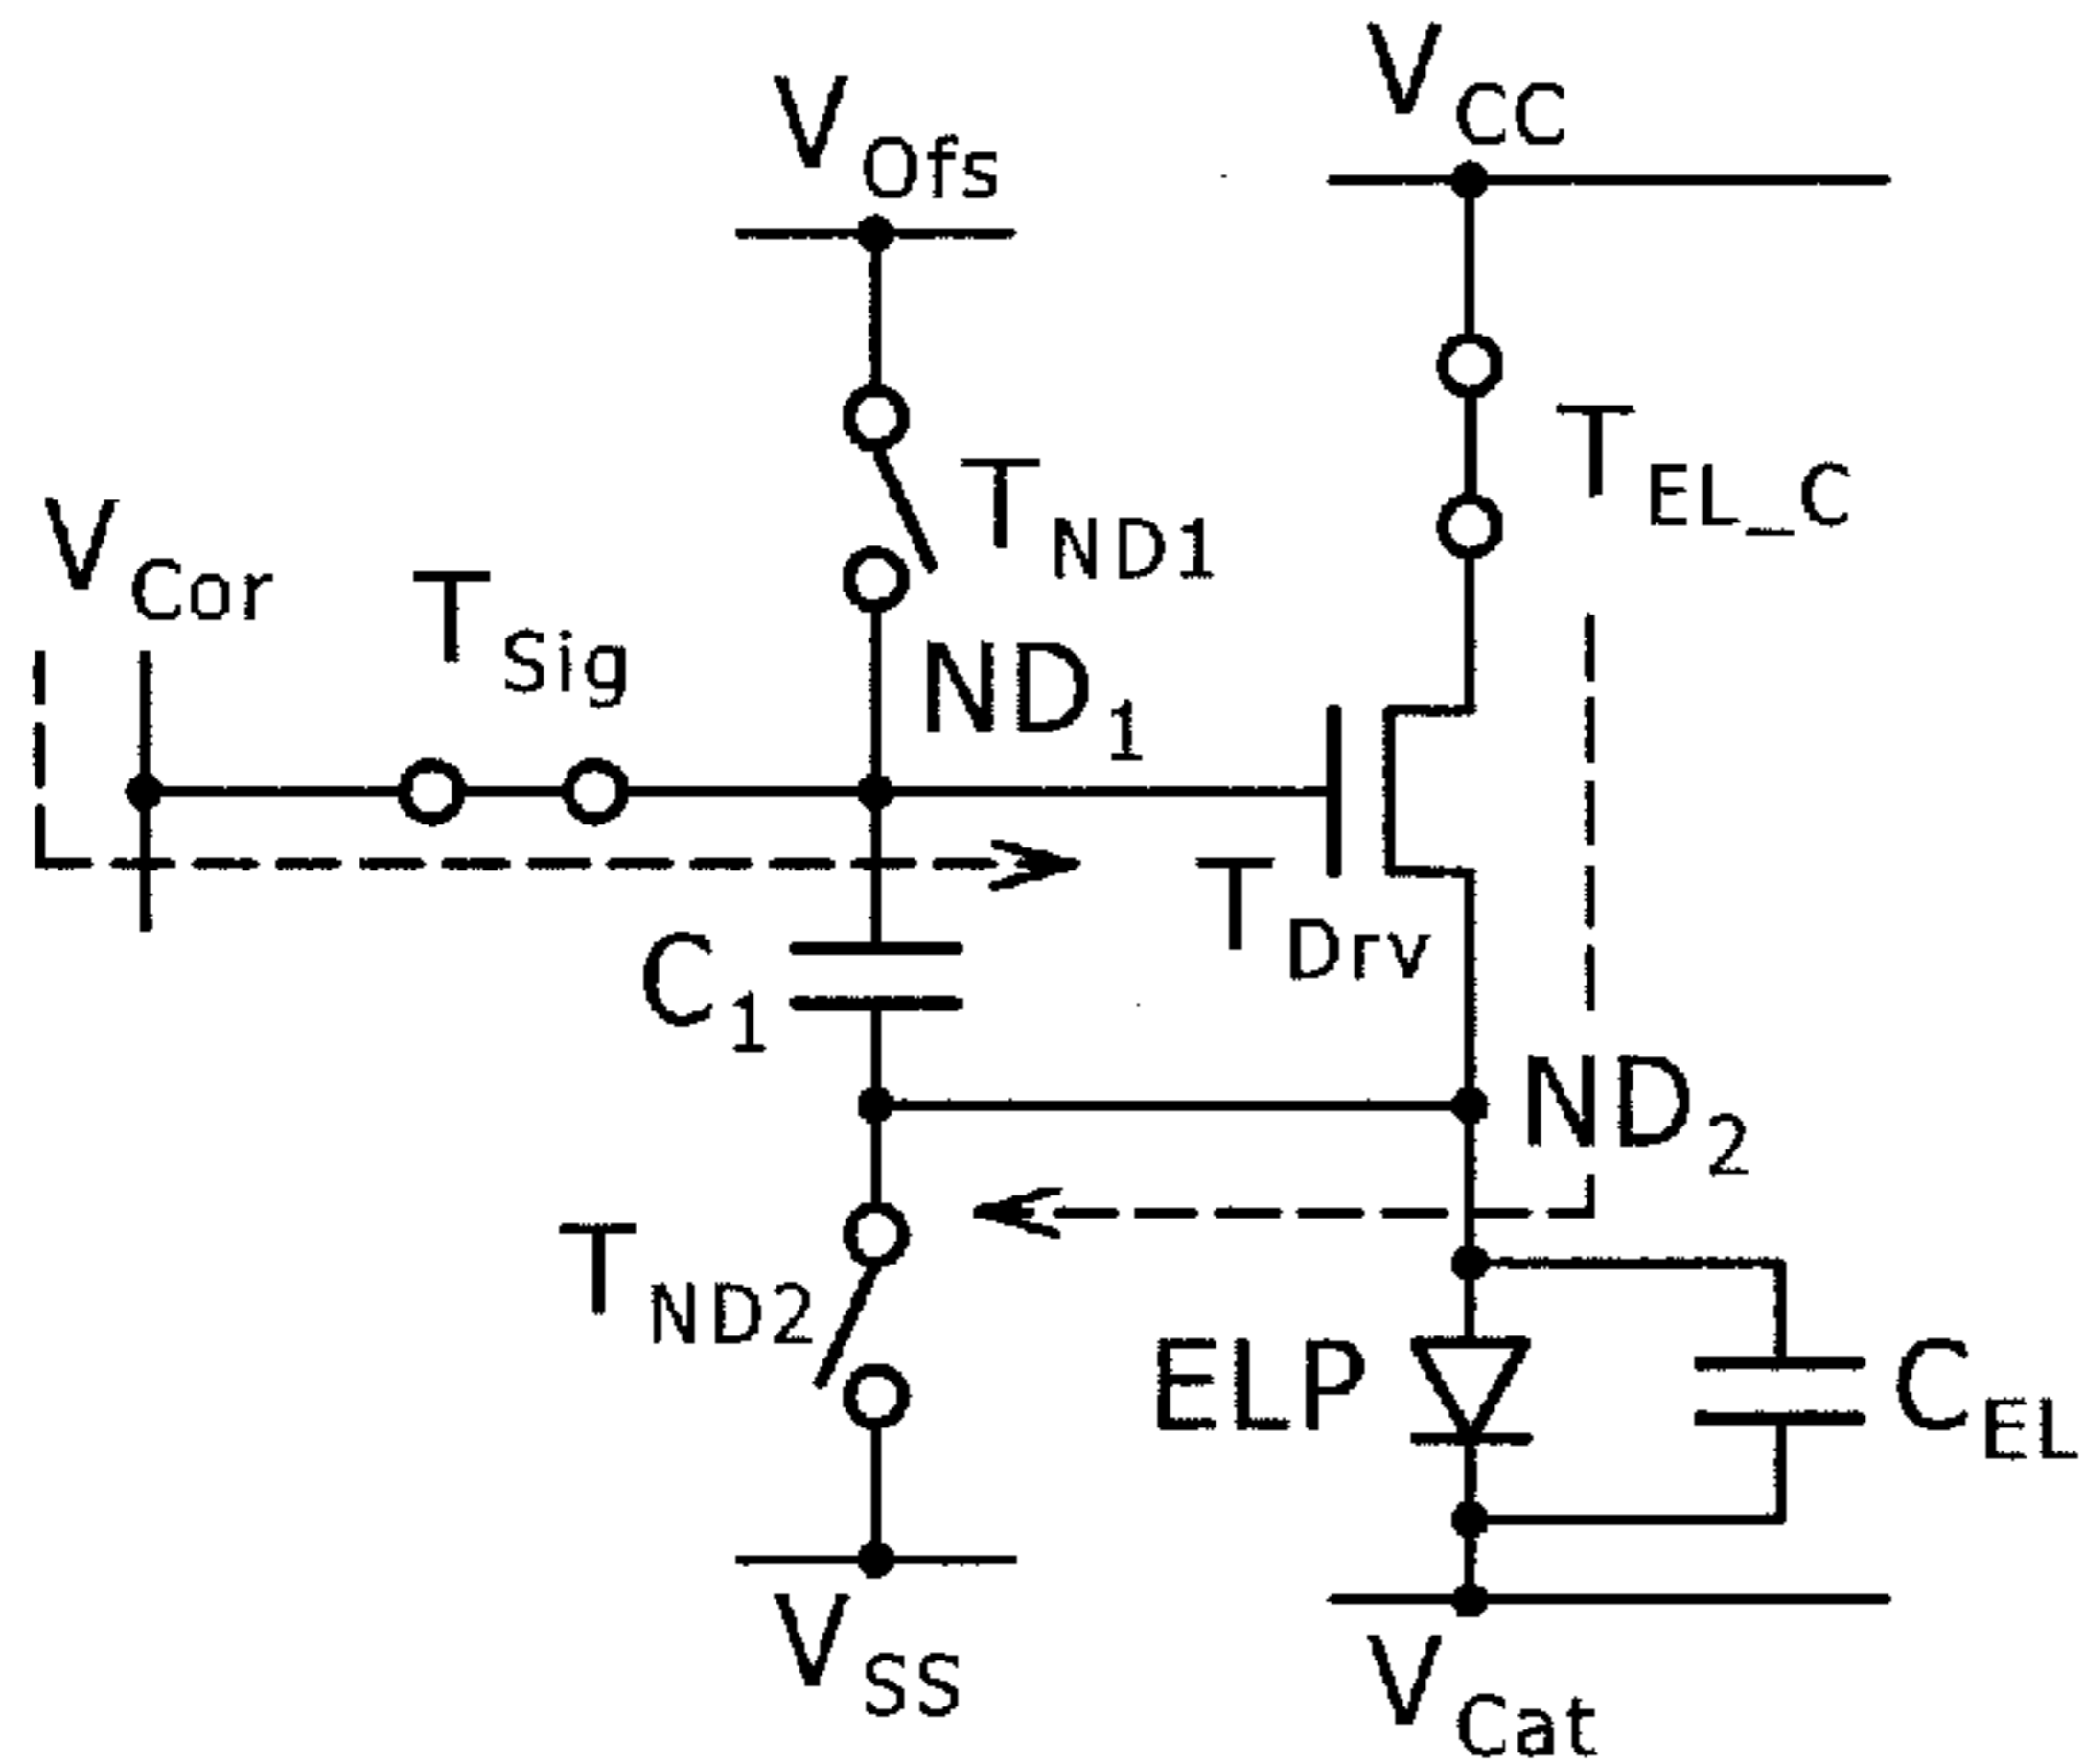 V_CC
V_Ofs
T_EL_C
T_ND1
V_Cor
T_Sig
ND_1
T_Drv
C_1
ND_2
T_ND2
ELP
C_EL
V_SS
V_Cat